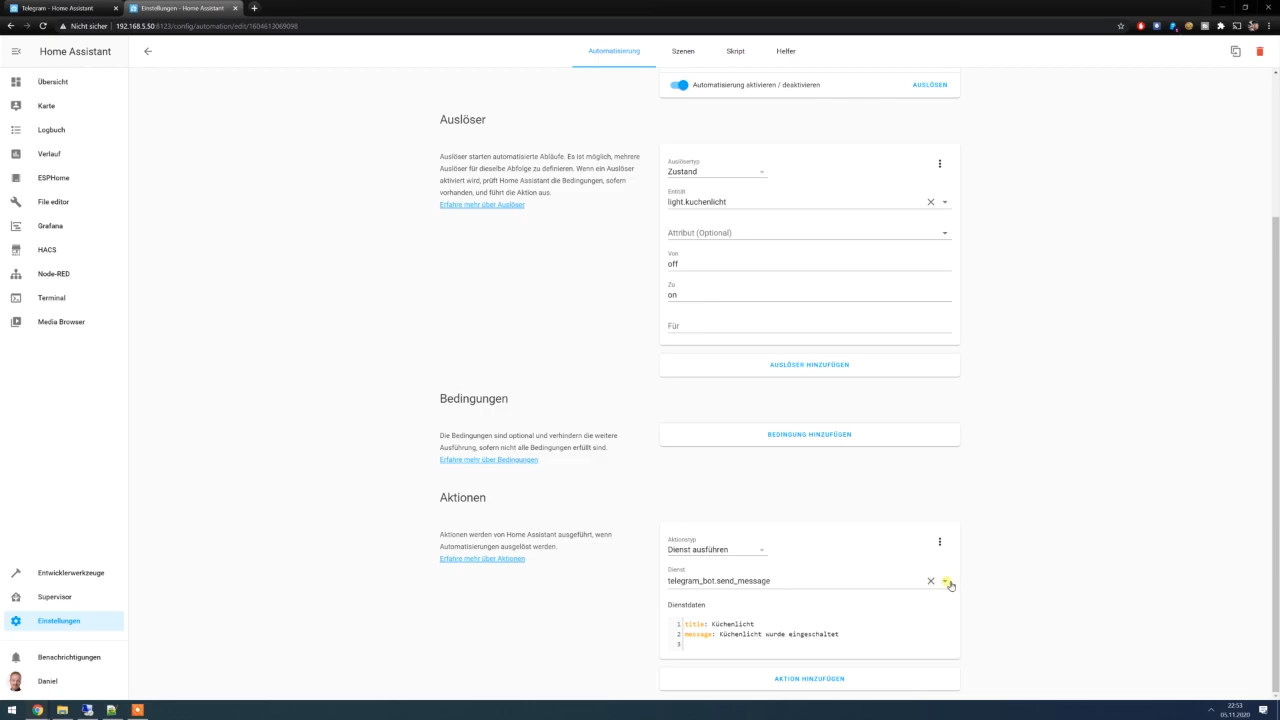 Telegram - Home Assistant
Einstellungen - Home Assistant
Nicht sicher | 192.168.5.50:8123/config/automation/edit/1604613069098
Home Assistant
Automatisierung
Szenen
Skript
Helfer
Übersicht
Karte
Logbuch
Verlauf
ESPHome
File editor
Grafana
HACS
Node-RED
Terminal
Media Browser
Entwicklerwerkzeuge
Supervisor
Einstellungen
Benachrichtigungen
Daniel
Automatisierung aktivieren / deaktivieren
AUSLÖSEN
Auslöser
Auslöser starten automatisierte Abläufe. Es ist möglich, mehrere
Auslöser für dieselbe Abfolge zu definieren. Wenn ein Auslöser
aktiviert wird, prüft Home Assistant die Bedingungen, sofern
vorhanden, und führt die Aktion aus.
Erfahre mehr über Auslöser
Auslösertyp
Zustand
Entität
light.kuchenlicht
Attribut (Optional)
Von
off
Zu
on
Für
AUSLÖSER HINZUFÜGEN
Bedingungen
Die Bedingungen sind optional und verhindern die weitere
Ausführung, sofern nicht alle Bedingungen erfüllt sind.
Erfahre mehr über Bedingungen
BEDINGUNG HINZUFÜGEN
Aktionen
Aktionen werden von Home Assistant ausgeführt, wenn
Automatisierungen ausgelöst werden.
Erfahre mehr über Aktionen
Aktionstyp
Dienst ausführen
Dienst
telegram_bot.send_message
Dienstdaten
1 title: Küchenlicht
2 message: Küchenlicht wurde eingeschaltet
3
AKTION HINZUFÜGEN
22:53
05.11.2020